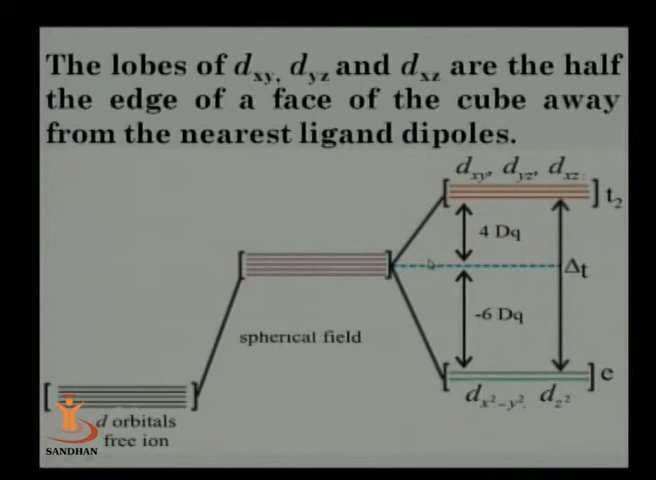 The lobes of dxy, dyz and dxz are the half
the edge of a face of the cube away
from the nearest ligand dipoles.
dxy, dyz, dxz
t2
4 Dq
Δt
-6 Dq
spherical field
e
dx²-y², dz²
d orbitals
free ion
SANDHAN